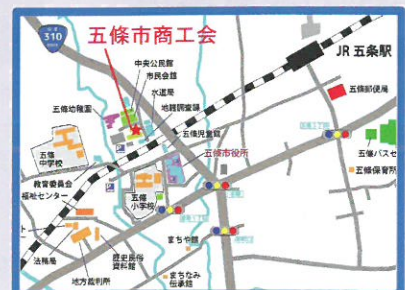 310
五條市商工会
JR 五条駅
中央公民館
市民会館
水道局
地籍調査課
五條幼稚園
五條郵便局
五條児童館
五條市役所
五條
中学校
五條バスセ
五條保育所
教育委員会
福祉センター
五條
小学校
まちや館
法務局
歴史民俗
資料館
地方裁判所
まちなみ
伝承館
ト